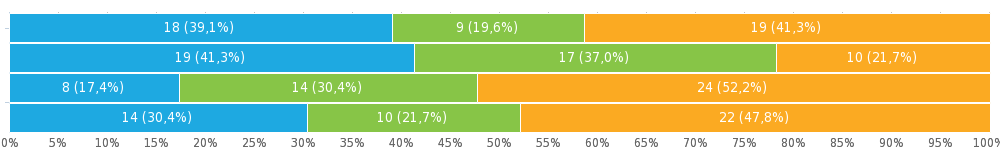 18 (39,1%) 9 (19,6%) 19 (41,3%)
19 (41,3%) 17 (37,0%) 10 (21,7%)
8 (17,4%) 14 (30,4%) 24 (52,2%)
14 (30,4%) 10 (21,7%) 22 (47,8%)
0% 5% 10% 15% 20% 25% 30% 35% 40% 45% 50% 55% 60% 65% 70% 75% 80% 85% 90% 95% 100%